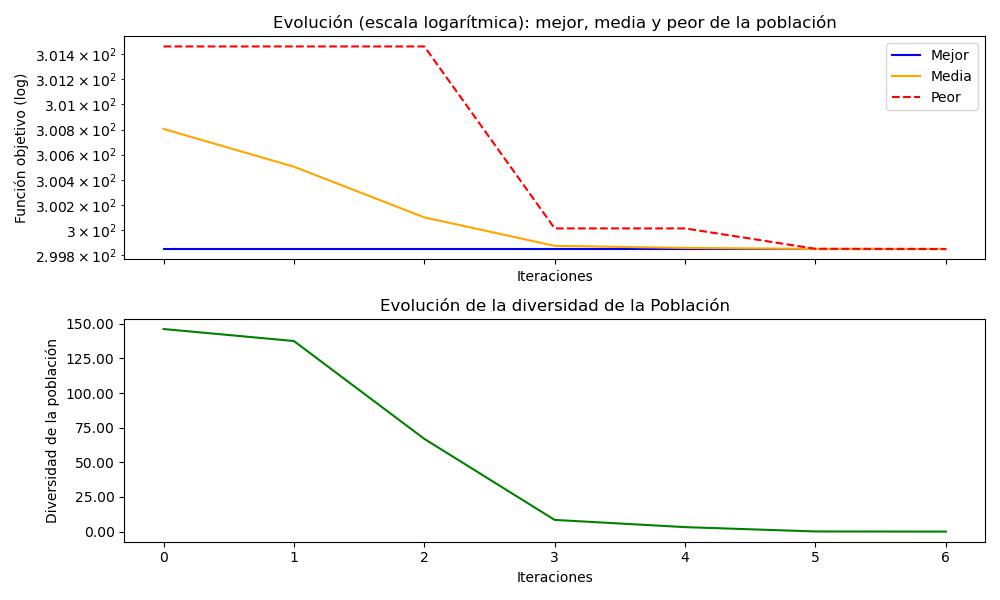 Evolución (escala logarítmica): mejor, media y peor de la población
Función objetivo (log)
3.014 × 10²
3.012 × 10²
3.01 × 10²
3.008 × 10²
3.006 × 10²
3.004 × 10²
3.002 × 10²
3 × 10²
2.998 × 10²
Mejor
Media
Peor
Iteraciones
Evolución de la diversidad de la Población
Diversidad de la población
150.00
125.00
100.00
75.00
50.00
25.00
0.00
0 1 2 3 4 5 6
Iteraciones